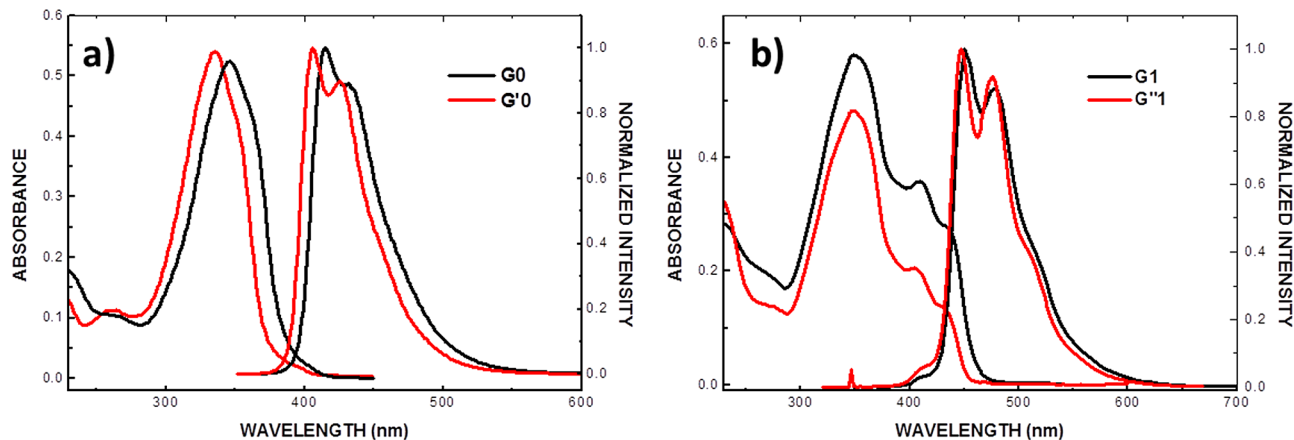 a)
G0
G'0
0.6
0.5
0.4
0.3
0.2
0.1
0.0
ABSORBANCE
1.0
0.8
0.6
0.4
0.2
0.0
NORMALIZED INTENSITY
300
400
500
600
WAVELENGTH (nm)
b)
G1
G"1
0.6
0.4
0.2
0.0
ABSORBANCE
1.0
0.8
0.6
0.4
0.2
0.0
NORMALIZED INTENSITY
300
400
500
600
700
WAVELENGTH (nm)